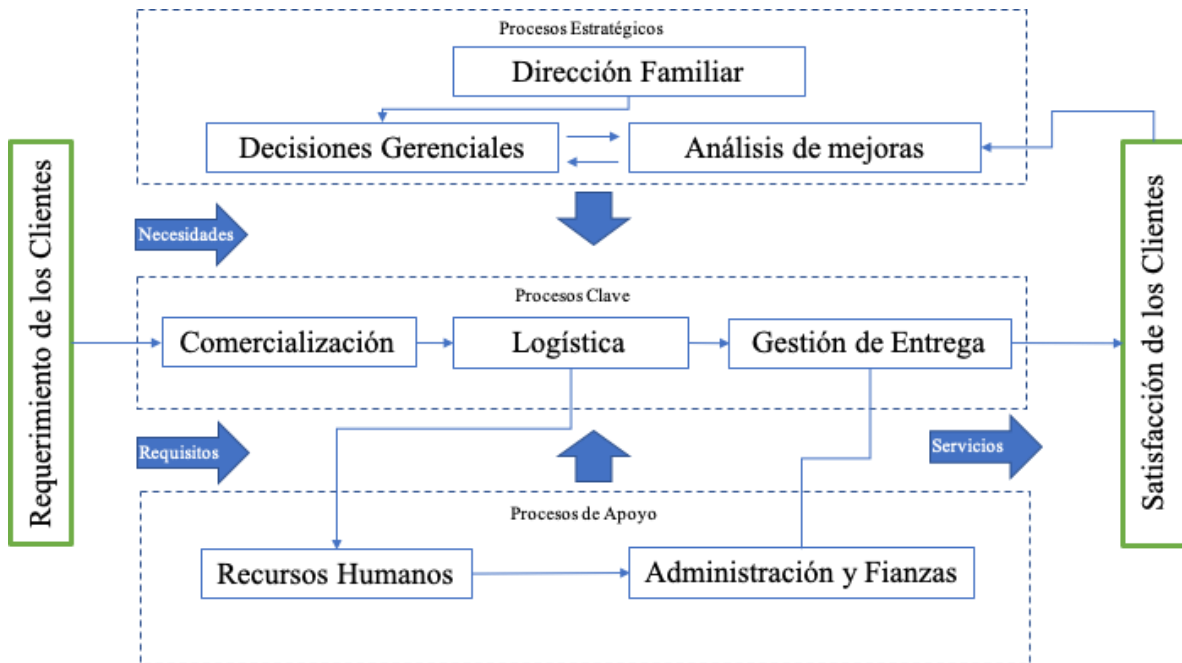 Procesos Estratégicos
Dirección Familiar
Decisiones Gerenciales
Análisis de mejoras
Requerimiento de los Clientes
Necesidades
Satisfacción de los Clientes
Procesos Clave
Comercialización
Logística
Gestión de Entrega
Requisitos
Servicios
Procesos de Apoyo
Recursos Humanos
Administración y Fianzas